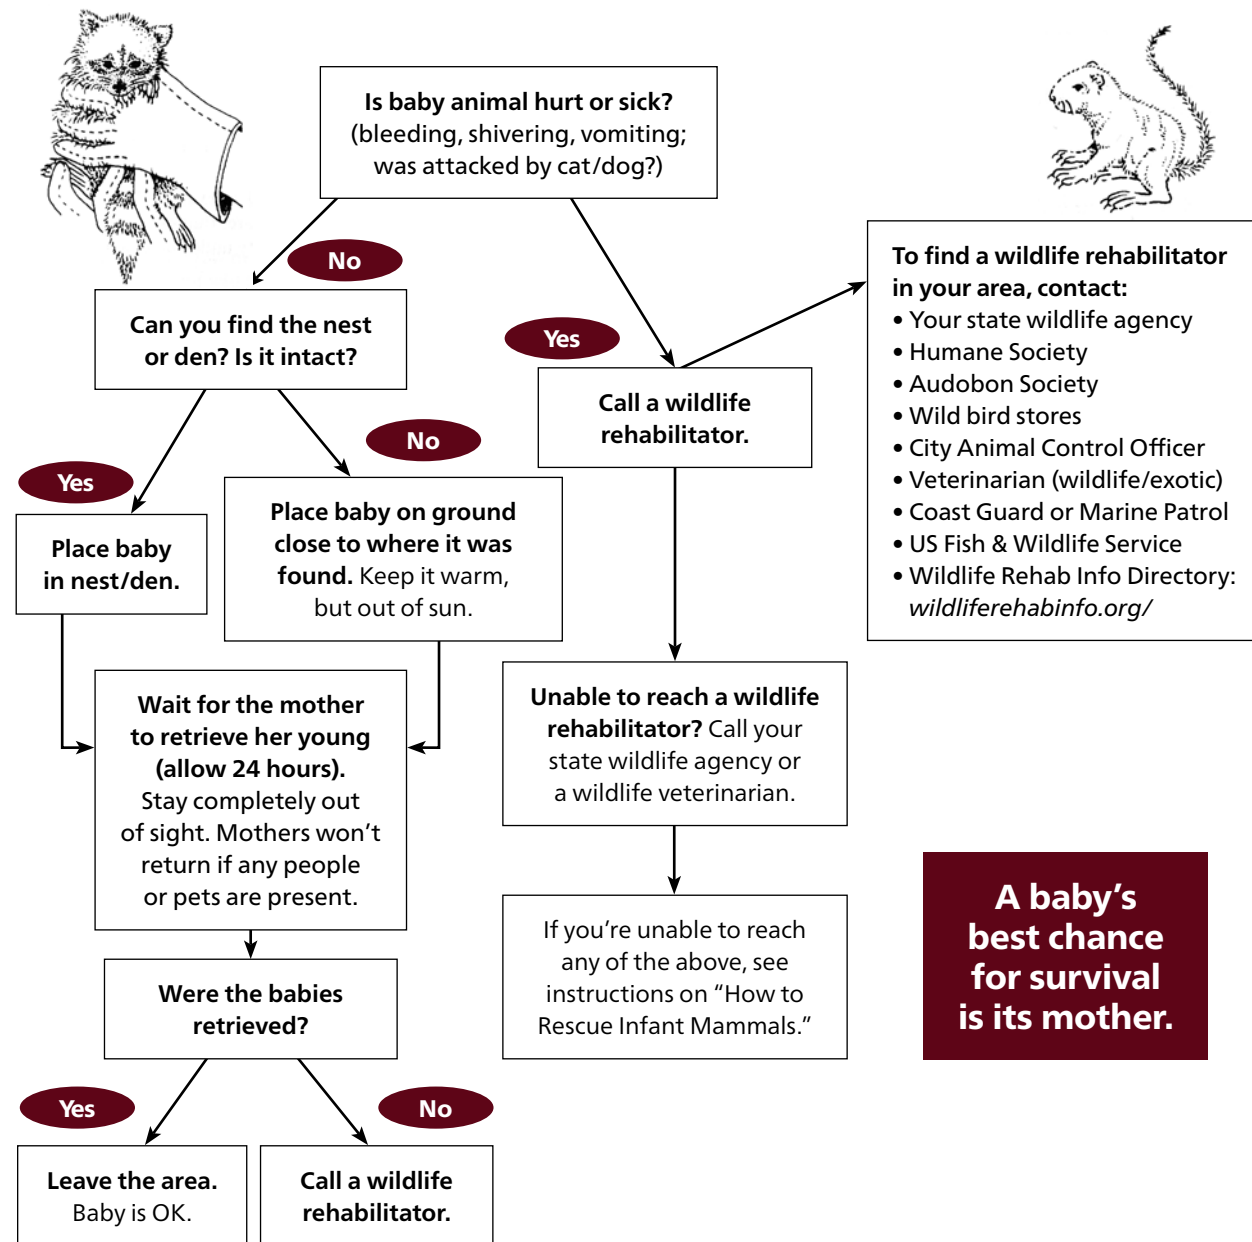 Is baby animal hurt or sick?
(bleeding, shivering, vomiting;
was attacked by cat/dog?)
No
Can you find the nest
or den? Is it intact?
Yes
Place baby
in nest/den.
No
Place baby on ground
close to where it was
found. Keep it warm,
but out of sun.
Wait for the mother
to retrieve her young
(allow 24 hours).
Stay completely out
of sight. Mothers won't
return if any people
or pets are present.
Were the babies
retrieved?
Yes
Leave the area.
Baby is OK.
No
Call a wildlife
rehabilitator.
Yes
Call a wildlife
rehabilitator.
Unable to reach a wildlife
rehabilitator? Call your
state wildlife agency or
a wildlife veterinarian.
If you're unable to reach
any of the above, see
instructions on “How to
Rescue Infant Mammals.”
To find a wildlife rehabilitator
in your area, contact:
• Your state wildlife agency
• Humane Society
• Audobon Society
• Wild bird stores
• City Animal Control Officer
• Veterinarian (wildlife/exotic)
• Coast Guard or Marine Patrol
• US Fish & Wildlife Service
• Wildlife Rehab Info Directory:
wildliferehabinfo.org/
A baby's
best chance
for survival
is its mother.